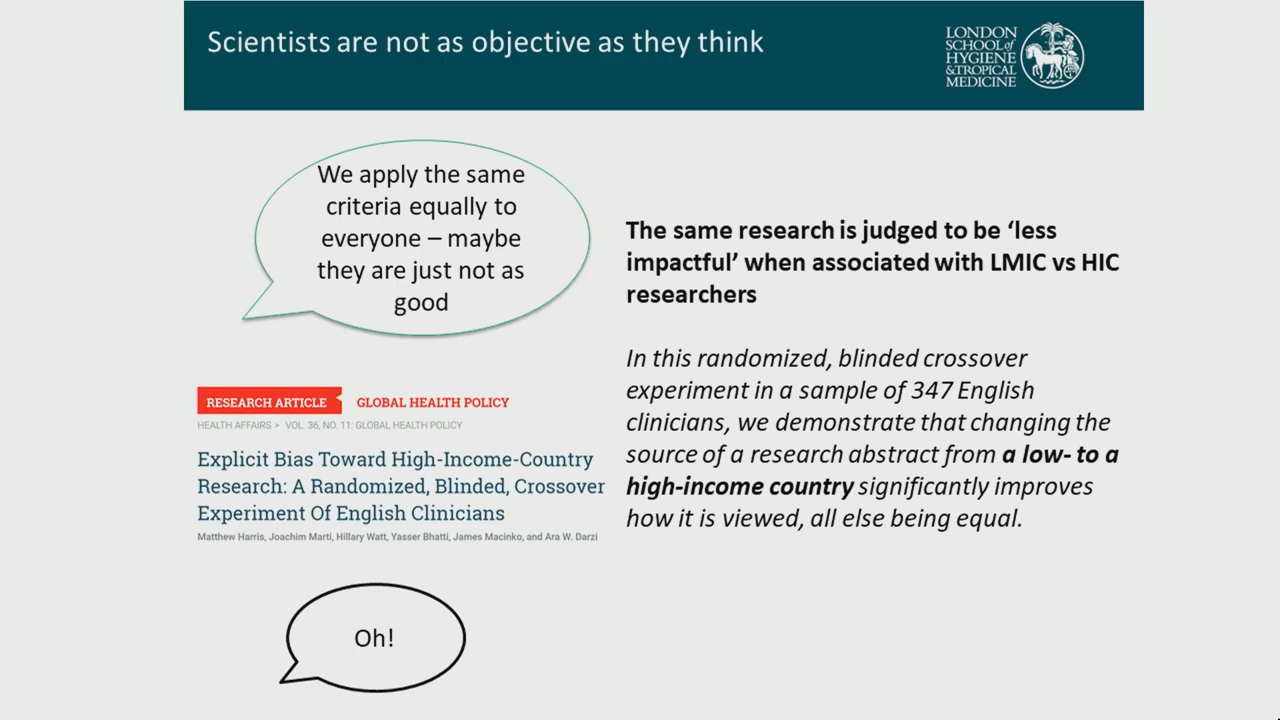 Scientists are not as objective as they think
LONDON
SCHOOL of
HYGIENE
& TROPICAL
MEDICINE
We apply the same
criteria equally to
everyone – maybe
they are just not as
good
The same research is judged to be ‘less
impactful’ when associated with LMIC vs HIC
researchers
In this randomized, blinded crossover
experiment in a sample of 347 English
clinicians, we demonstrate that changing the
source of a research abstract from a low- to a
high-income country significantly improves
how it is viewed, all else being equal.
RESEARCH ARTICLE GLOBAL HEALTH POLICY
HEALTH AFFAIRS > VOL. 36, NO. 11: GLOBAL HEALTH POLICY
Explicit Bias Toward High-Income-Country
Research: A Randomized, Blinded, Crossover
Experiment Of English Clinicians
Matthew Harris, Joachim Marti, Hillary Watt, Yasser Bhatti, James Macinko, and Ara W. Darzi
Oh!